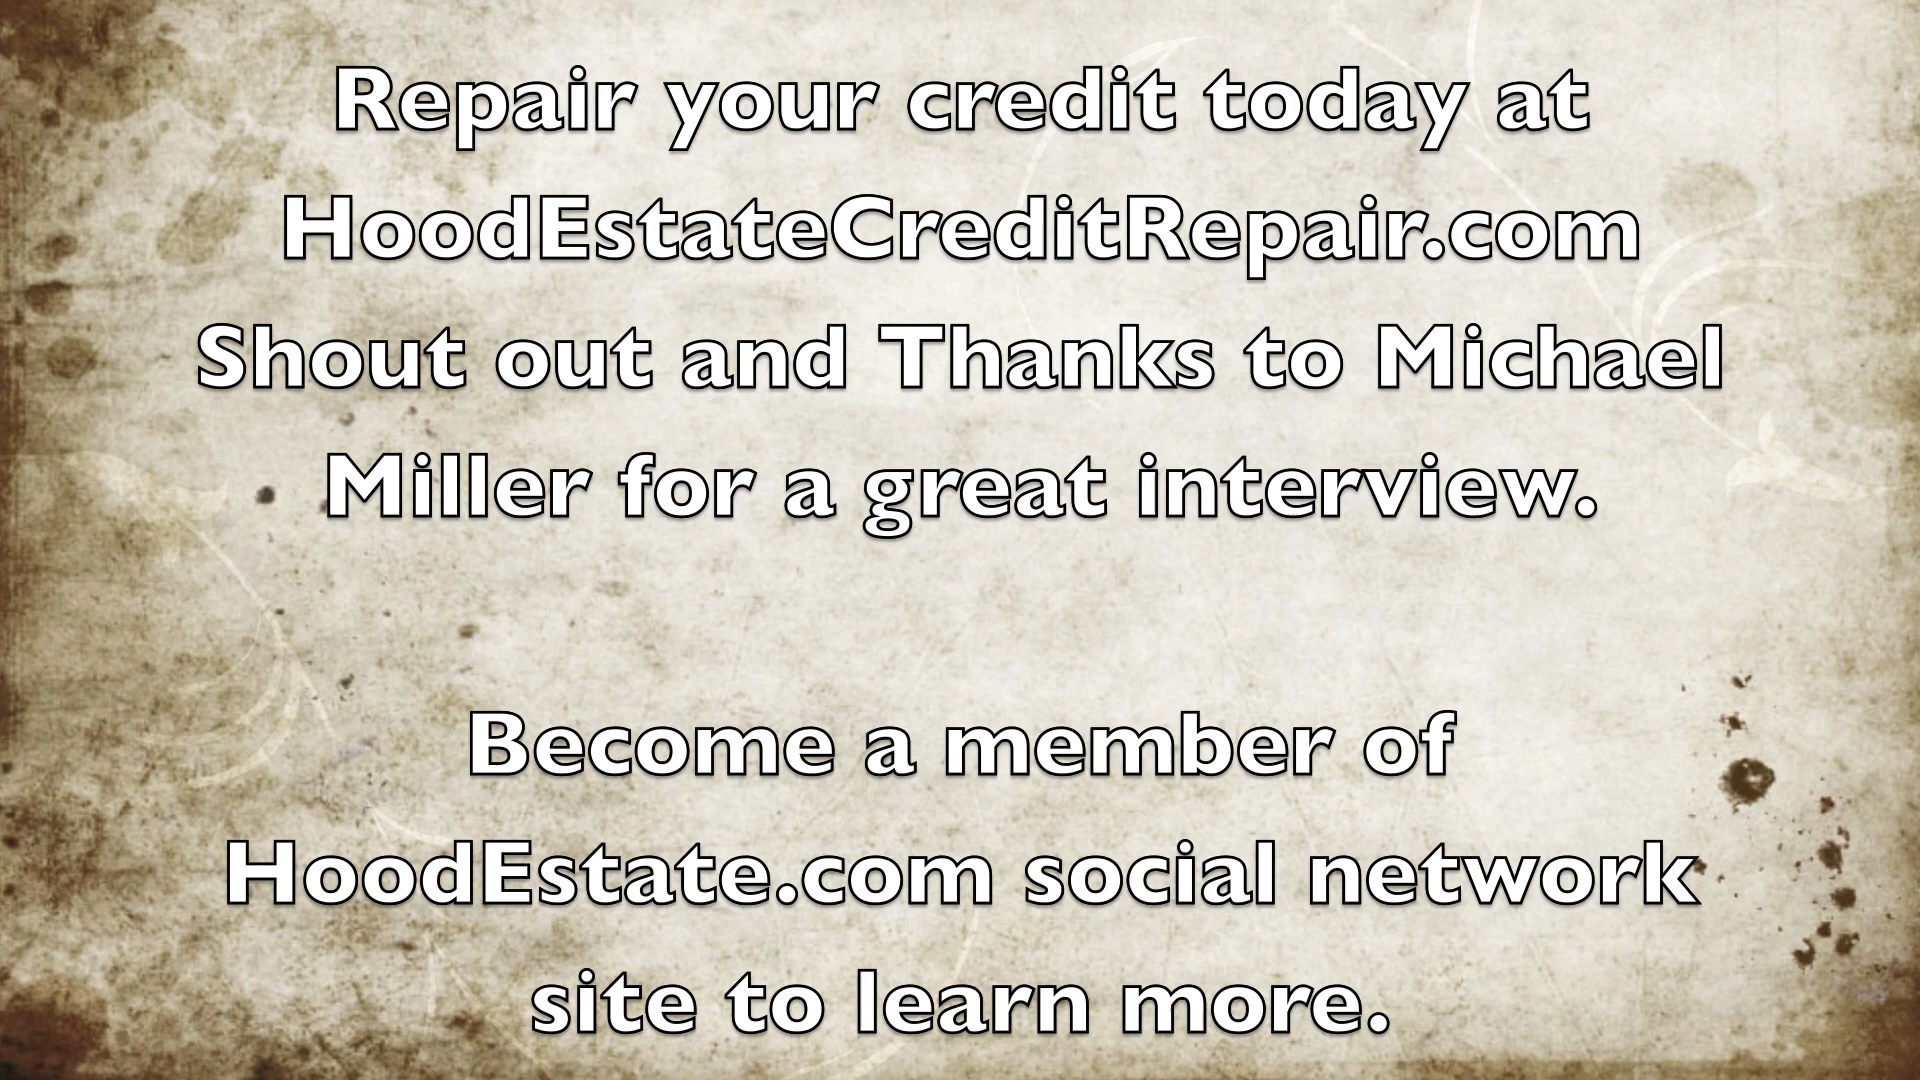 Repair your credit today at
HoodEstateCreditRepair.com
Shout out and Thanks to Michael
Miller for a great interview.
Become a member of
HoodEstate.com social network
site to learn more.